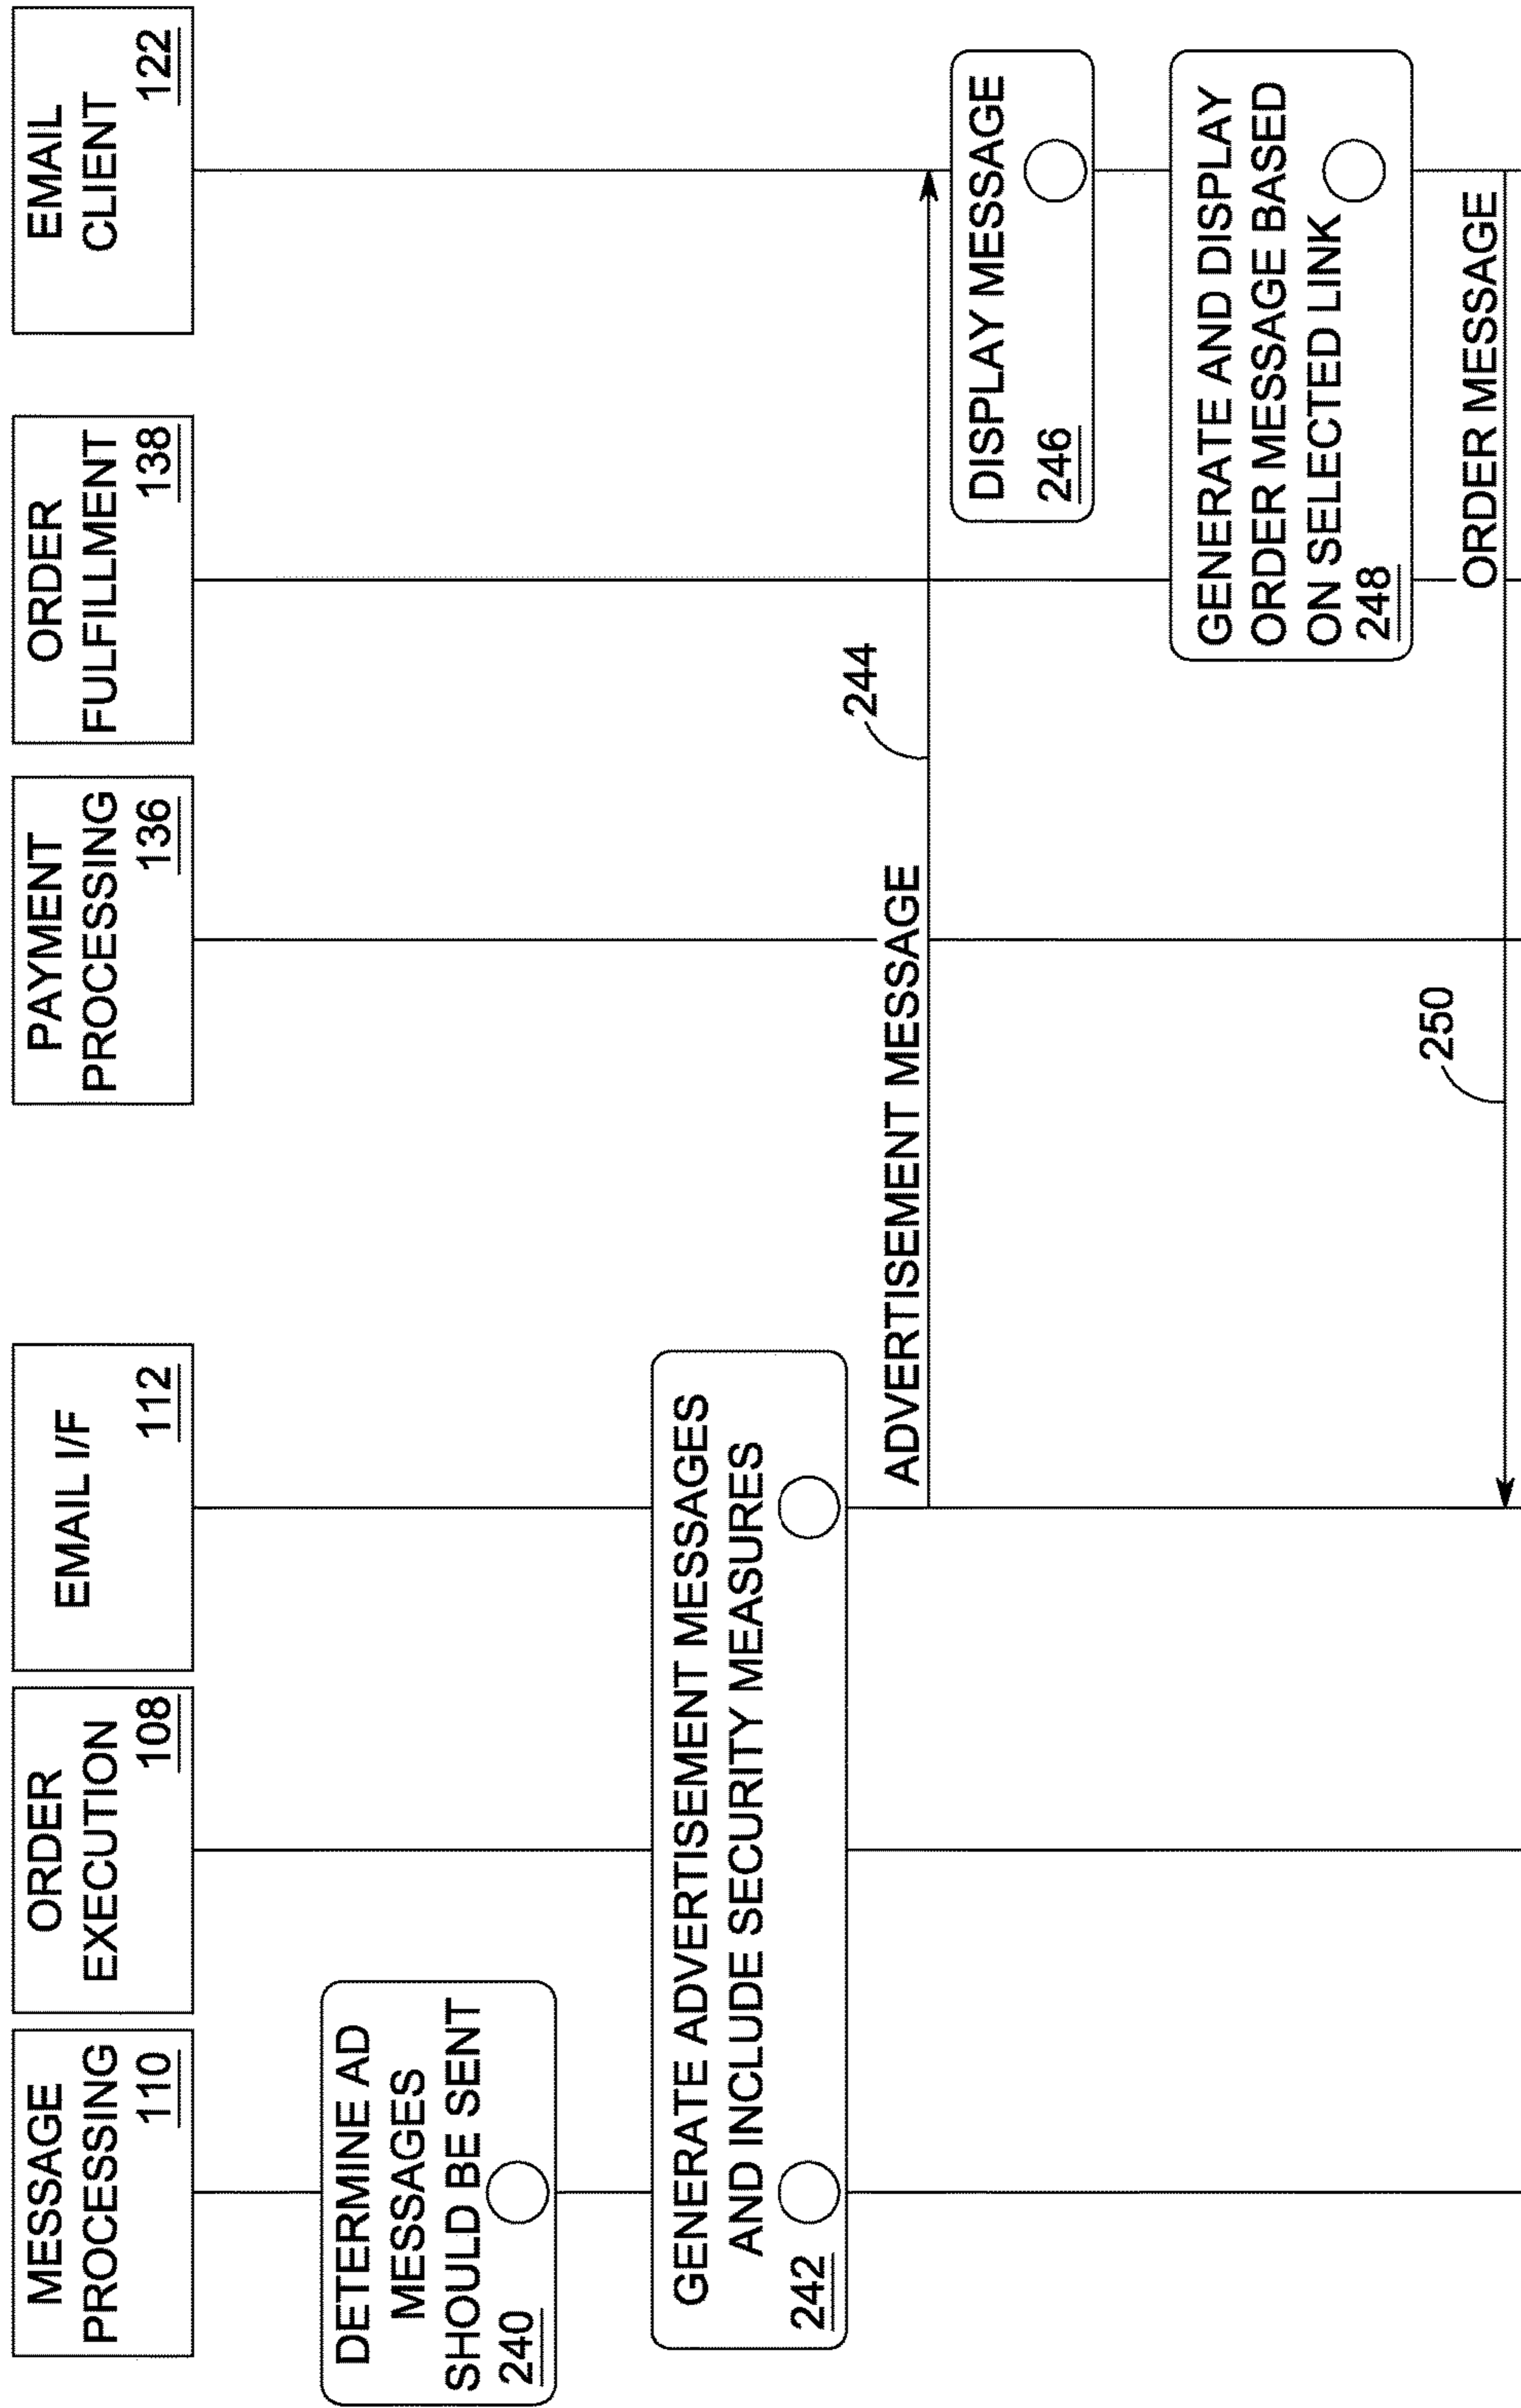 MESSAGE
PROCESSING
110
ORDER
EXECUTION
108
EMAIL I/F
112
PAYMENT
PROCESSING
136
ORDER
FULFILLMENT
138
EMAIL
CLIENT
122
DETERMINE AD
MESSAGES
SHOULD BE SENT
240
GENERATE ADVERTISEMENT MESSAGES
AND INCLUDE SECURITY MEASURES
242
244
ADVERTISEMENT MESSAGE
DISPLAY MESSAGE
246
GENERATE AND DISPLAY
ORDER MESSAGE BASED
ON SELECTED LINK
248
250
ORDER MESSAGE